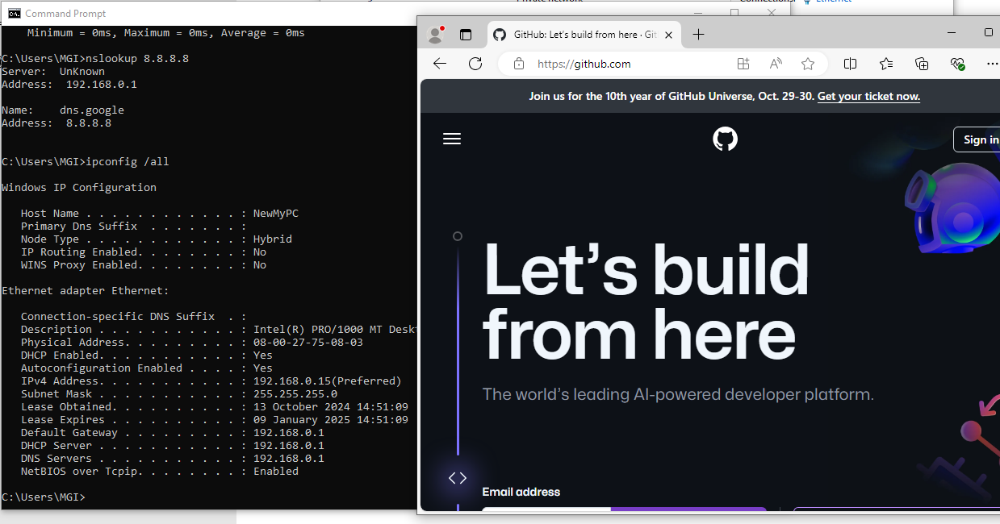 Private network
Connections:
Ethernet
Command Prompt
Minimum = 0ms, Maximum = 0ms, Average = 0ms
C:\Users\MGI>nslookup 8.8.8.8
Server:  UnKnown
Address:  192.168.0.1
Name:    dns.google
Address:  8.8.8.8
C:\Users\MGI>ipconfig /all
Windows IP Configuration
Host Name . . . . . . . . . . . . : NewMyPC
Primary Dns Suffix  . . . . . . . :
Node Type . . . . . . . . . . . . : Hybrid
IP Routing Enabled. . . . . . . . : No
WINS Proxy Enabled. . . . . . . . : No
Ethernet adapter Ethernet:
Connection-specific DNS Suffix  . :
Description . . . . . . . . . . . : Intel(R) PRO/1000 MT
Physical Address. . . . . . . . . : 08-00-27-75-08-03
DHCP Enabled. . . . . . . . . . . : Yes
Autoconfiguration Enabled . . . . : Yes
IPv4 Address. . . . . . . . . . . : 192.168.0.15(Preferred)
Subnet Mask . . . . . . . . . . . : 255.255.255.0
Lease Obtained. . . . . . . . . . : 13 October 2024 14:51:09
Lease Expires . . . . . . . . . . : 09 January 2025 14:51:09
Default Gateway . . . . . . . . . : 192.168.0.1
DHCP Server . . . . . . . . . . . : 192.168.0.1
DNS Servers . . . . . . . . . . . : 192.168.0.1
NetBIOS over Tcpip. . . . . . . . : Enabled
C:\Users\MGI>
GitHub: Let's build from here · Git
https://github.com
Join us for the 10th year of GitHub Universe, Oct. 29-30. Get your ticket now.
Sign in
Let's build
from here
The world's leading AI-powered developer platform.
Email address